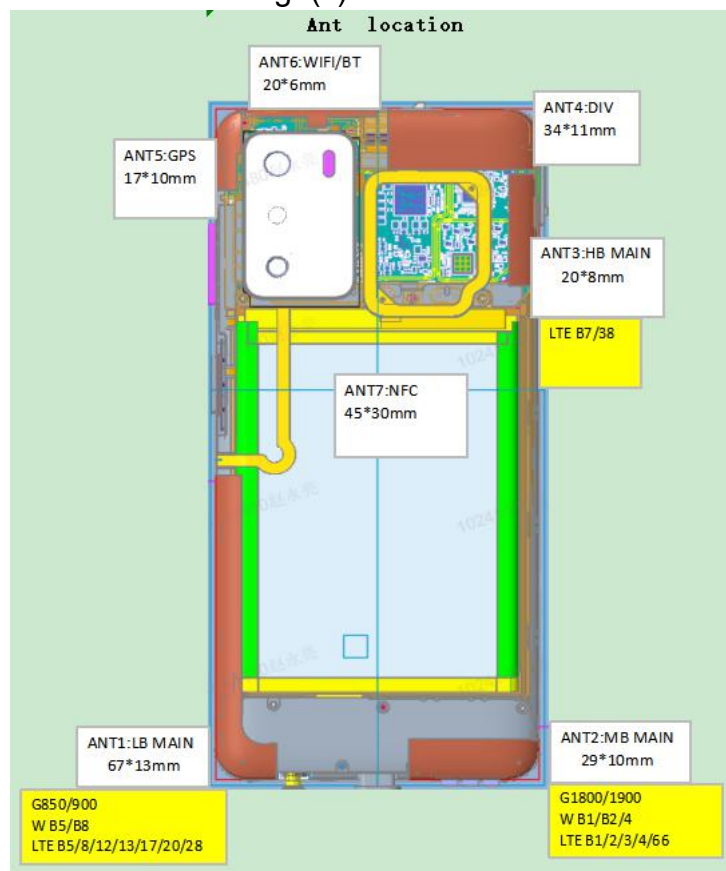 Ant location
ANT6:WIFI/BT
20*6mm
ANT4:DIV
34*11mm
ANT5:GPS
17*10mm
ANT3:HB MAIN
20*8mm
LTE B7/38
ANT7:NFC
45*30mm
ANT1:LB MAIN
67*13mm
ANT2:MB MAIN
29*10mm
G850/900
W B5/B8
LTE B5/8/12/13/17/20/28
G1800/1900
W B1/B2/4
LTE B1/2/3/4/66